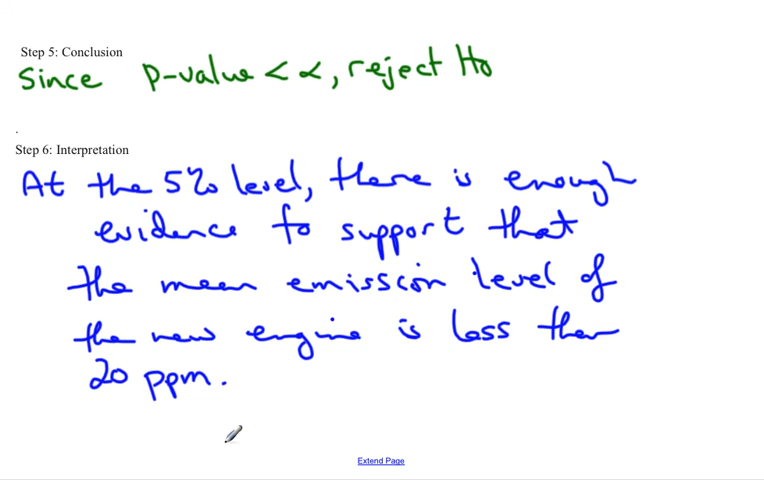 Step 5: Conclusion
Since p-value < α, reject Ho
.
Step 6: Interpretation
At the 5% level, there is enough
evidence to support that
the mean emission level of
the new engine is less than
20 ppm.
Extend Page